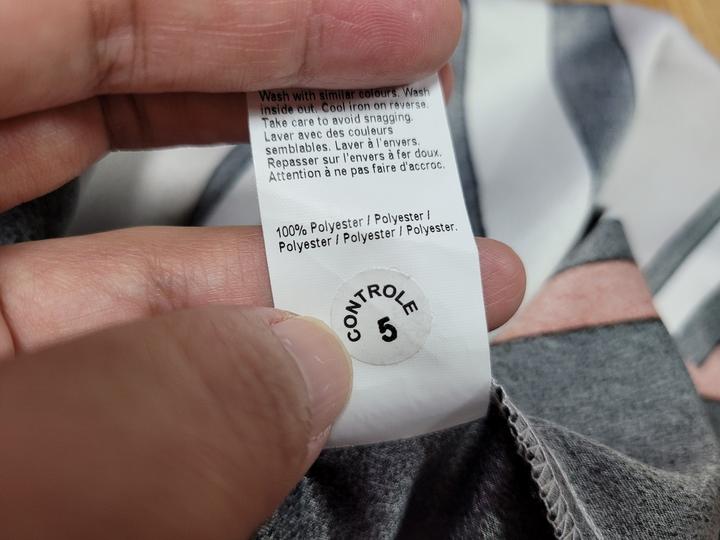 Wash with similar colours. Wash
inside out. Cool iron on reverse.
Take care to avoid snagging.
Laver avec des couleurs
semblables. Laver à l'envers.
Repasser sur l'envers à fer doux.
Attention à ne pas faire d'accroc.
100% Polyester / Polyester /
Polyester / Polyester / Polyester.
CONTROLE
5